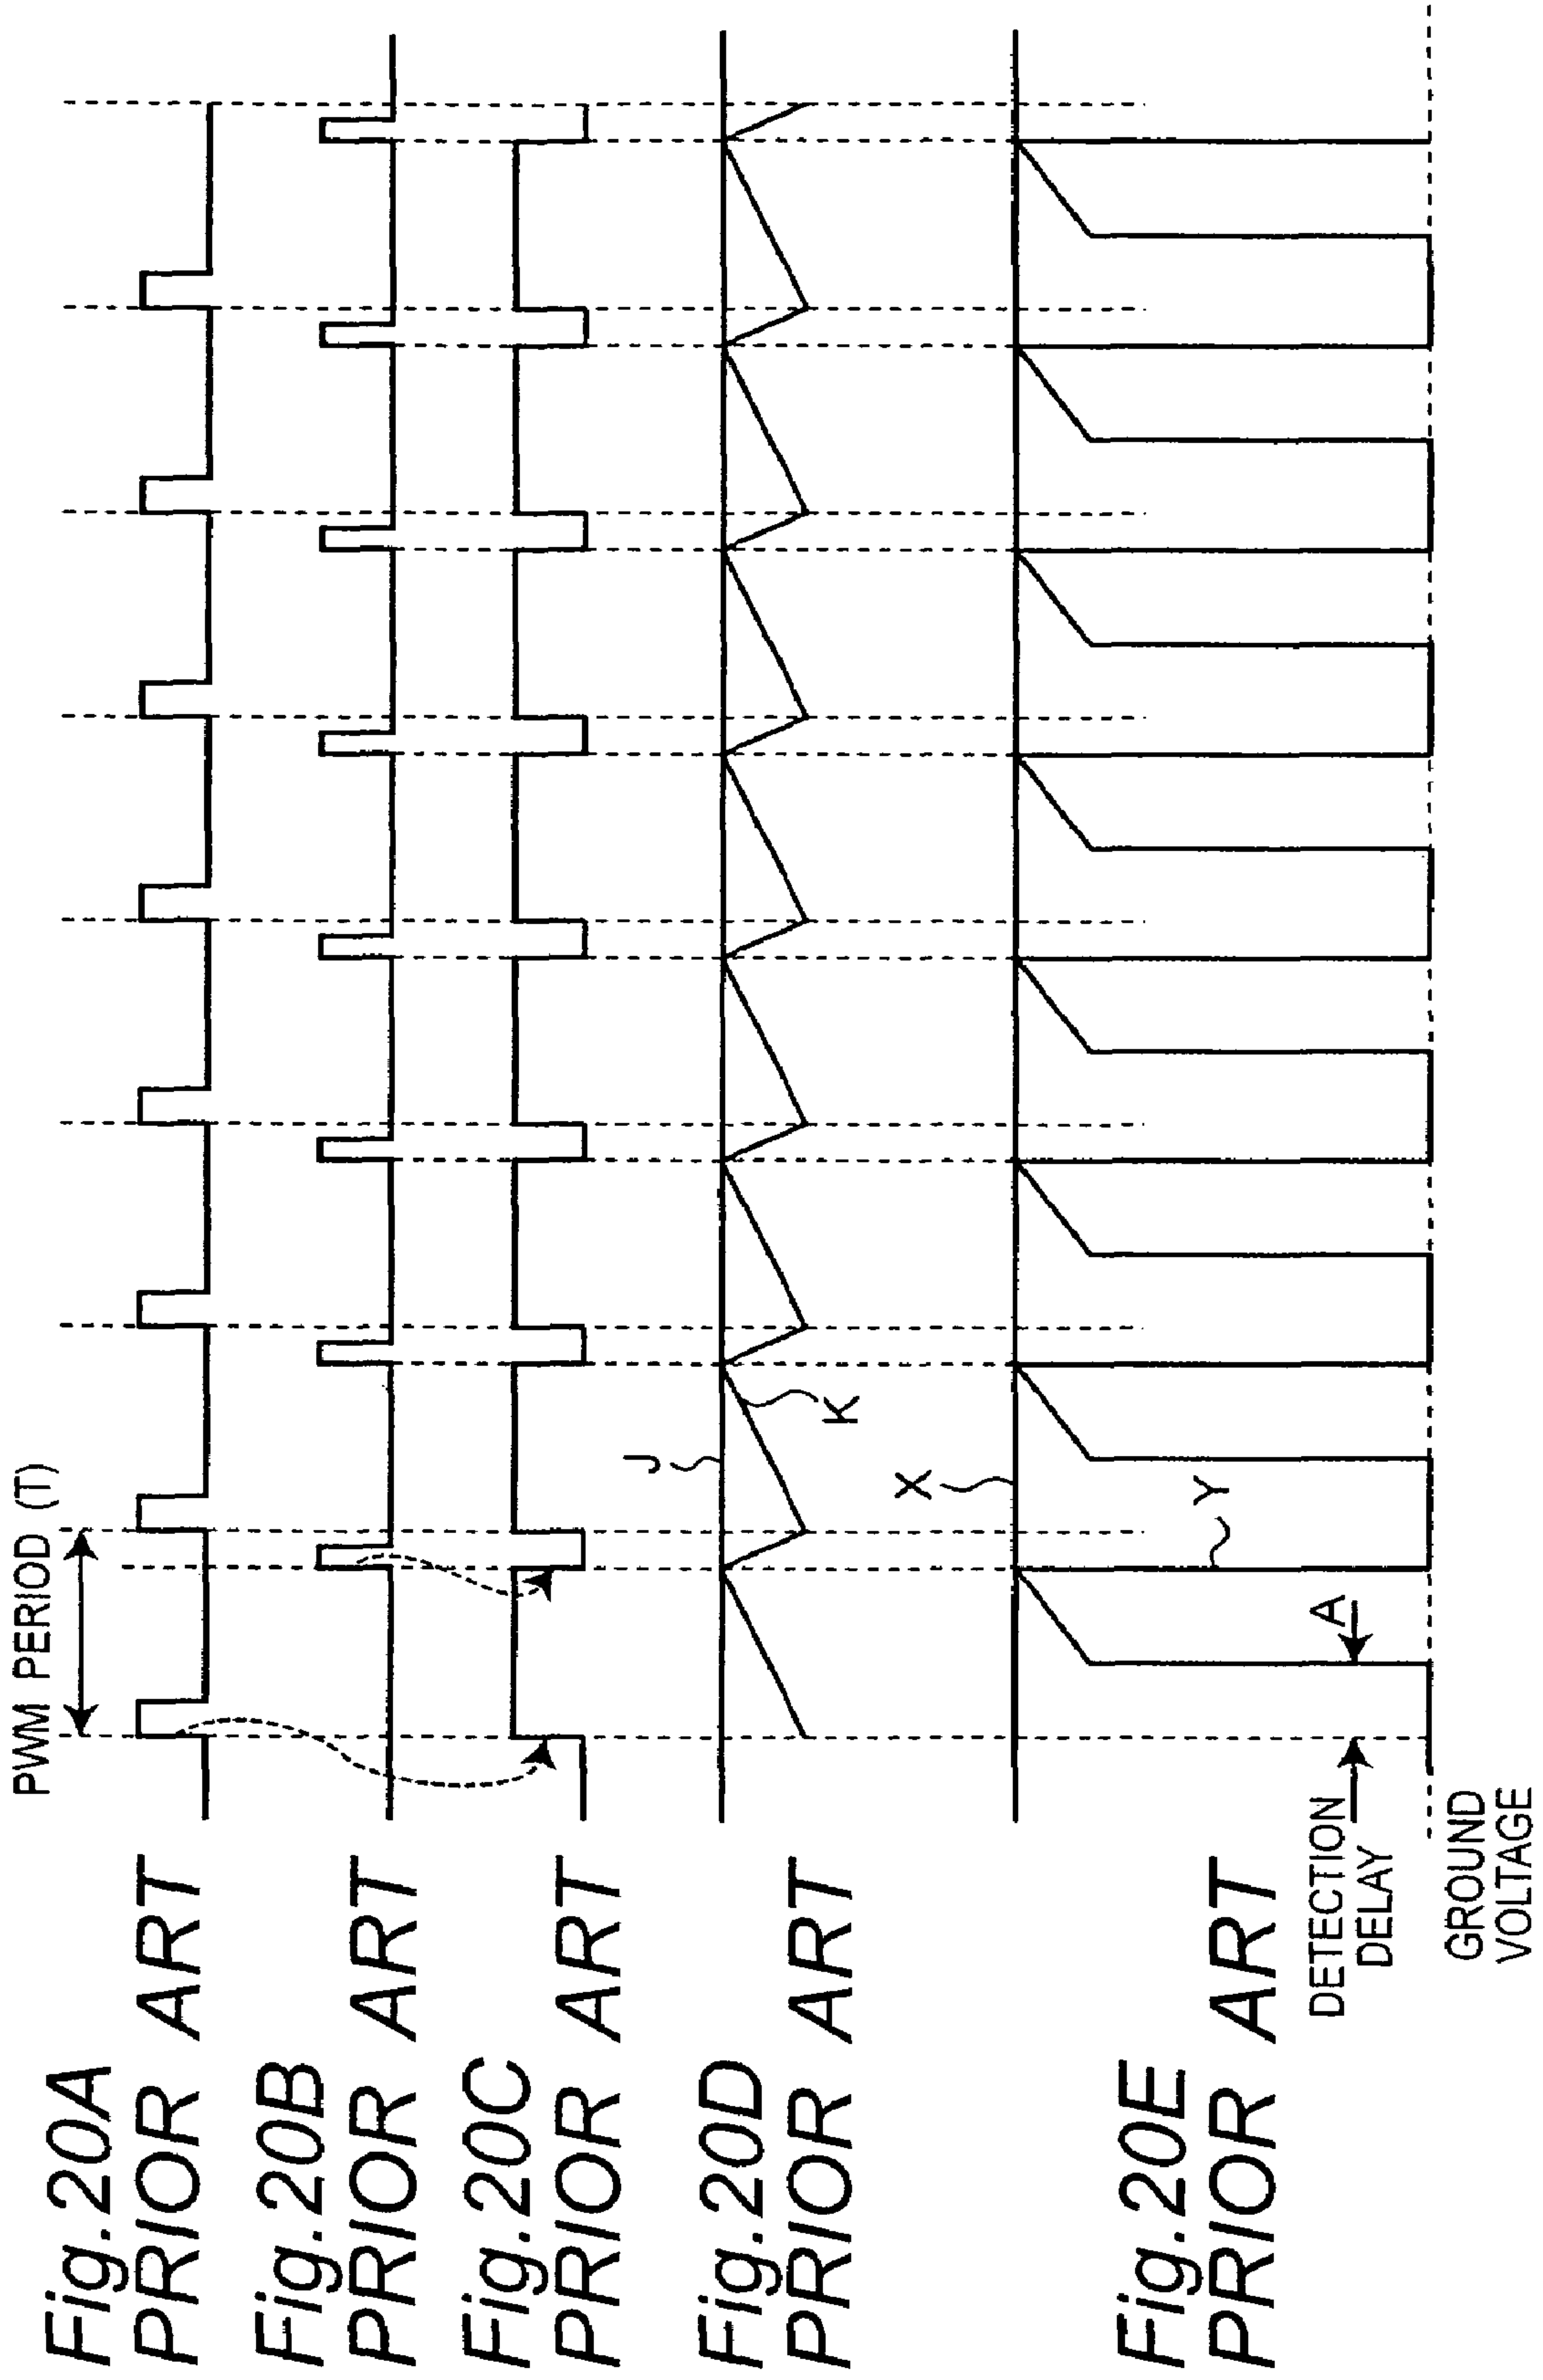 Fig.20A
PRIOR ART
PWM PERIOD (T)
Fig.20B
PRIOR ART
Fig.20C
PRIOR ART
Fig.20D
PRIOR ART
J
K
Fig.20E
PRIOR ART
X
Y
DETECTION
DELAY
A
GROUND
VOLTAGE